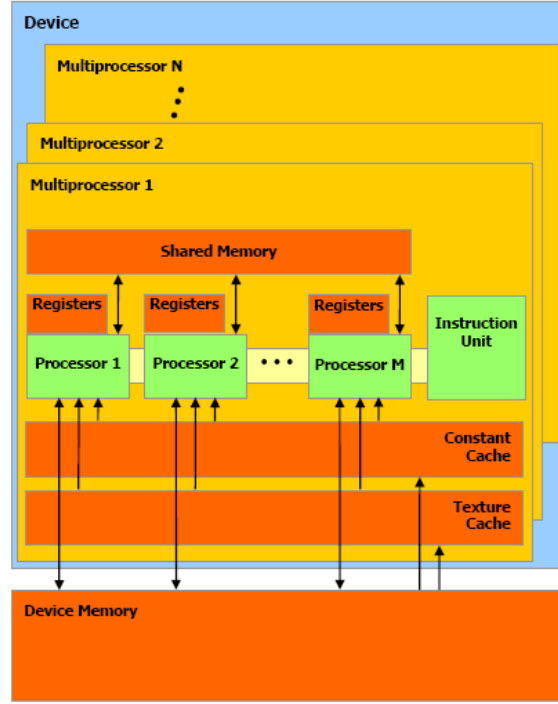 Device
Multiprocessor N
Multiprocessor 2
Multiprocessor 1
Shared Memory
Registers
Registers
Registers
Processor 1
Processor 2
Processor M
Instruction
Unit
Constant
Cache
Texture
Cache
Device Memory